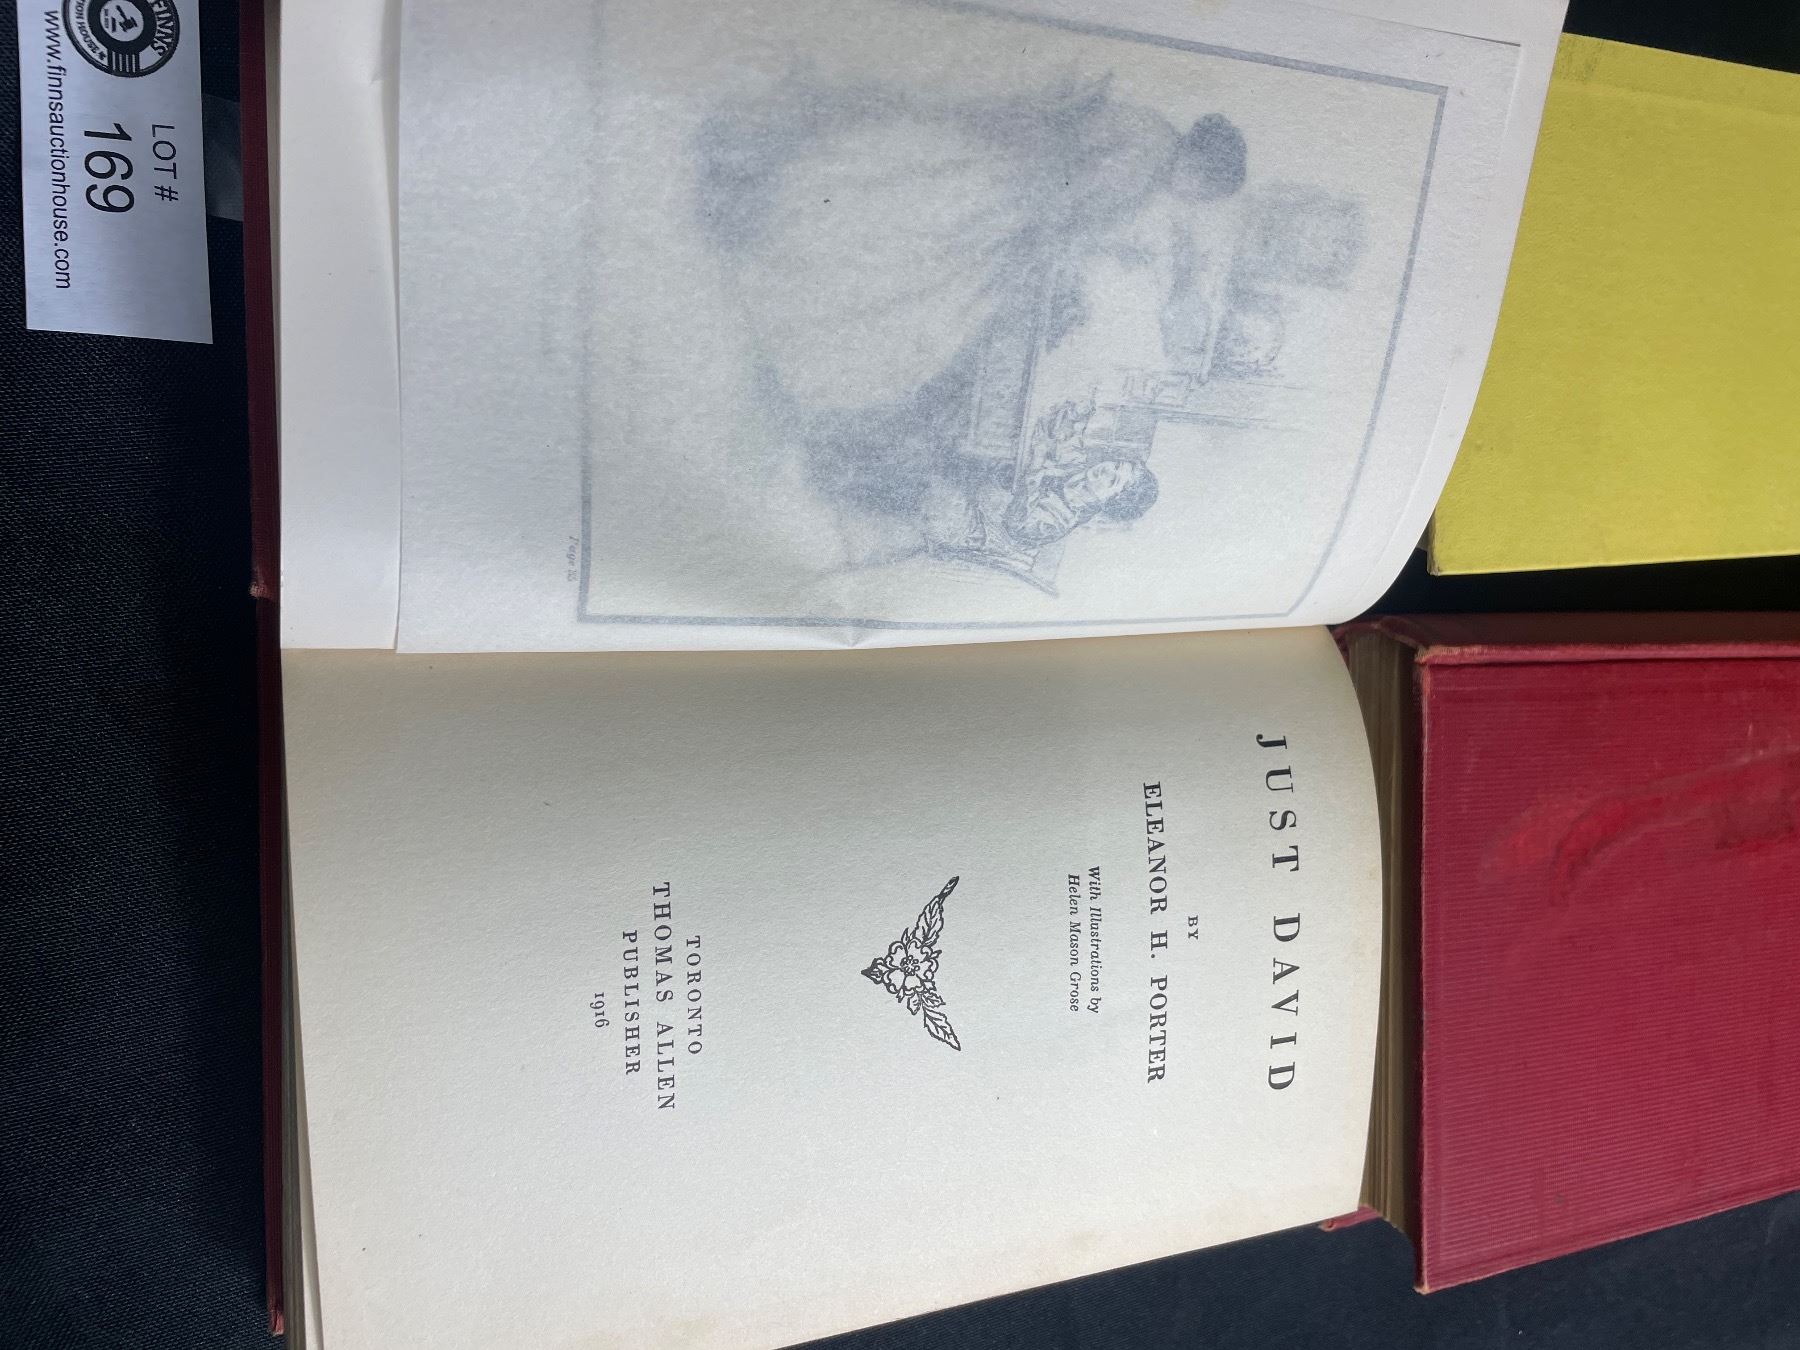 FINNS
LOT #
169
www.finnsauctionhouse.com
JUST DAVID
BY
ELEANOR H. PORTER
With Illustrations by
Helen Mason Grose
TORONTO
THOMAS ALLEN
PUBLISHER
1916